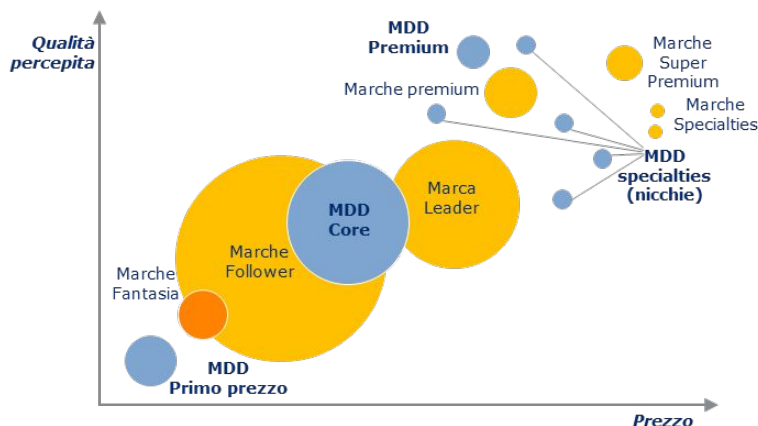 Qualità
percepita
MDD
Premium
Marche premium
Marche
Super
Premium
Marche
Specialties
MDD
specialties
(nicchie)
Marca
Leader
MDD
Core
Marche
Follower
Marche
Fantasia
MDD
Primo prezzo
Prezzo